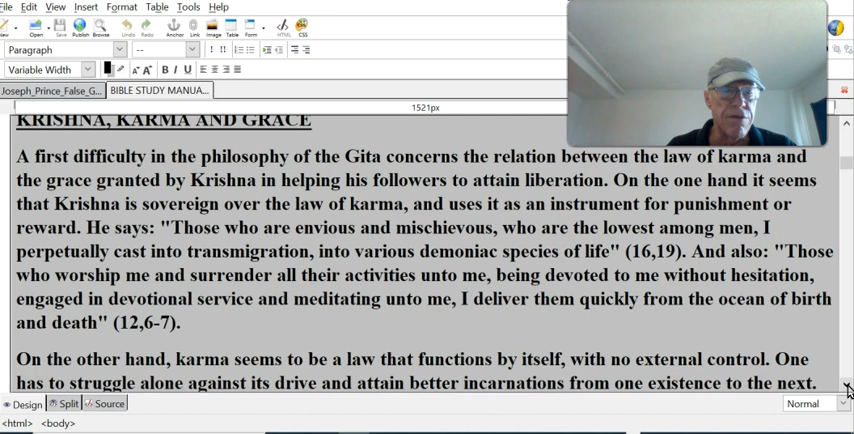 File Edit View Insert Format Table Tools Help
View Open Save Publish Browse Undo Redo Anchor Link Image Table Form HTML CSS
Paragraph --
Variable Width A A B I U
Joseph_Prince_False_G... BIBLE STUDY MANUA...
1521px
KRISHNA, KARMA AND GRACE
A first difficulty in the philosophy of the Gita concerns the relation between the law of karma and
the grace granted by Krishna in helping his followers to attain liberation. On the one hand it seems
that Krishna is sovereign over the law of karma, and uses it as an instrument for punishment or
reward. He says: "Those who are envious and mischievous, who are the lowest among men, I
perpetually cast into transmigration, into various demoniac species of life" (16,19). And also: "Those
who worship me and surrender all their activities unto me, being devoted to me without hesitation,
engaged in devotional service and meditating unto me, I deliver them quickly from the ocean of birth
and death" (12,6-7).
On the other hand, karma seems to be a law that functions by itself, with no external control. One
has to struggle alone against its drive and attain better incarnations from one existence to the next.
Design Split Source Normal
<html> <body>